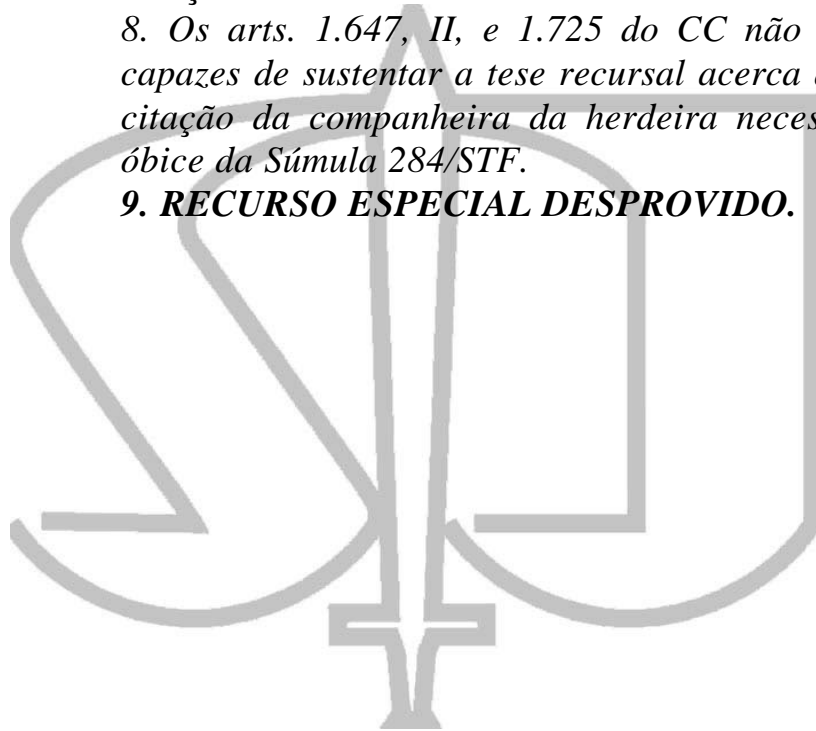 8. Os arts. 1.647, II, e 1.725 do CC não
capazes de sustentar a tese recursal acerca
citação da companheira da herdeira
óbice da Súmula 284/STF.
9. RECURSO ESPECIAL DESPROVIDO.